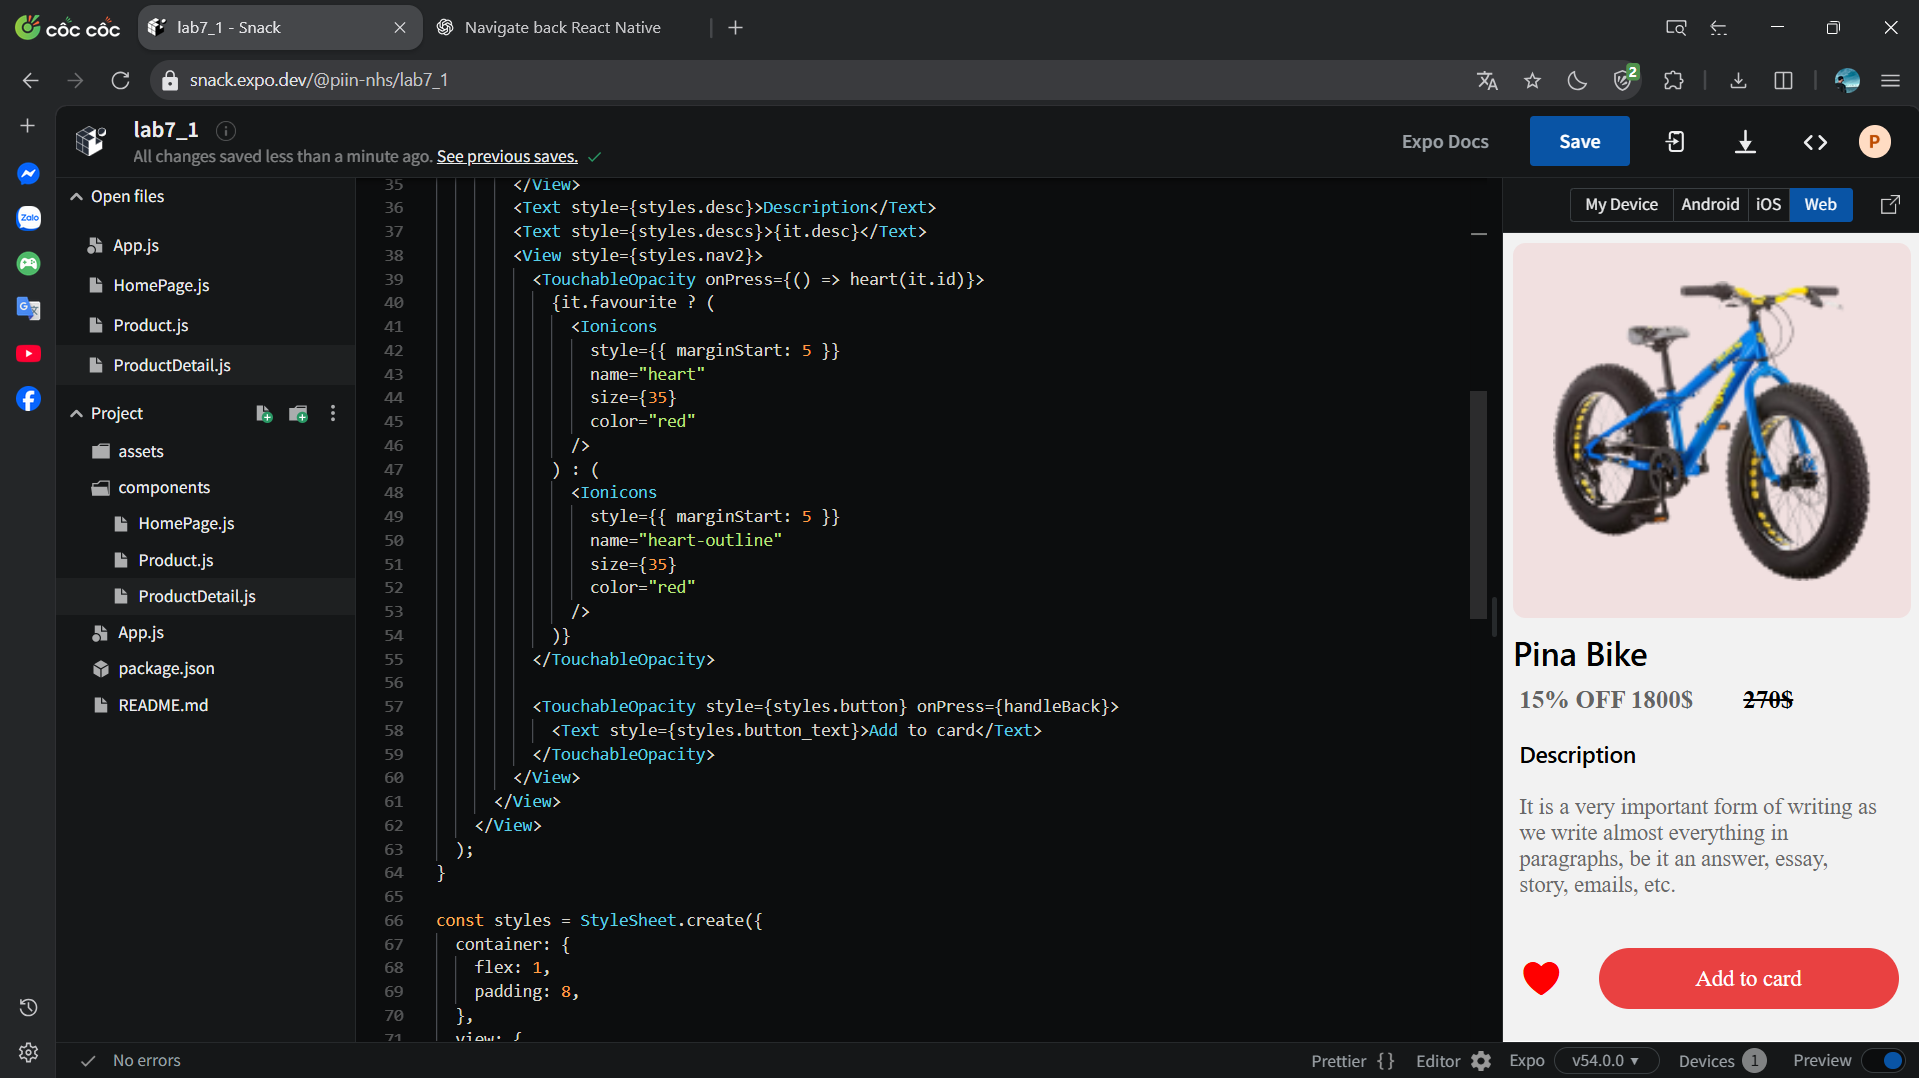 cốc cốc
lab7_1 - Snack
Navigate back React Native
snack.expo.dev/@piin-nhs/lab7_1
2
lab7_1
All changes saved less than a minute ago. See previous saves.
Expo Docs
Save
P
Zalo
Open files
App.js
HomePage.js
Product.js
ProductDetail.js
Project
assets
components
HomePage.js
Product.js
ProductDetail.js
App.js
package.json
README.md
35 </View>
36 <Text style={styles.desc}>Description</Text>
37 <Text style={styles.descs}>{it.desc}</Text>
38 <View style={styles.nav2}>
39 <TouchableOpacity onPress={() => heart(it.id)}>
40 {it.favourite ? (
41 <Ionicons
42 style={{ marginStart: 5 }}
43 name="heart"
44 size={35}
45 color="red"
46 />
47 ) : (
48 <Ionicons
49 style={{ marginStart: 5 }}
50 name="heart-outline"
51 size={35}
52 color="red"
53 />
54 )}
55 </TouchableOpacity>
56
57 <TouchableOpacity style={styles.button} onPress={handleBack}>
58 <Text style={styles.button_text}>Add to card</Text>
59 </TouchableOpacity>
60 </View>
61 </View>
62 </View>
63 );
64 }
65
66 const styles = StyleSheet.create({
67 container: {
68 flex: 1,
69 padding: 8,
70 },
71 view: {
My Device
Android
iOS
Web
Pina Bike
15% OFF 1800$ 270$
Description
It is a very important form of writing as
we write almost everything in
paragraphs, be it an answer, essay,
story, emails, etc.
Add to card
No errors
Prettier {}
Editor
Expo
v54.0.0
Devices 1
Preview